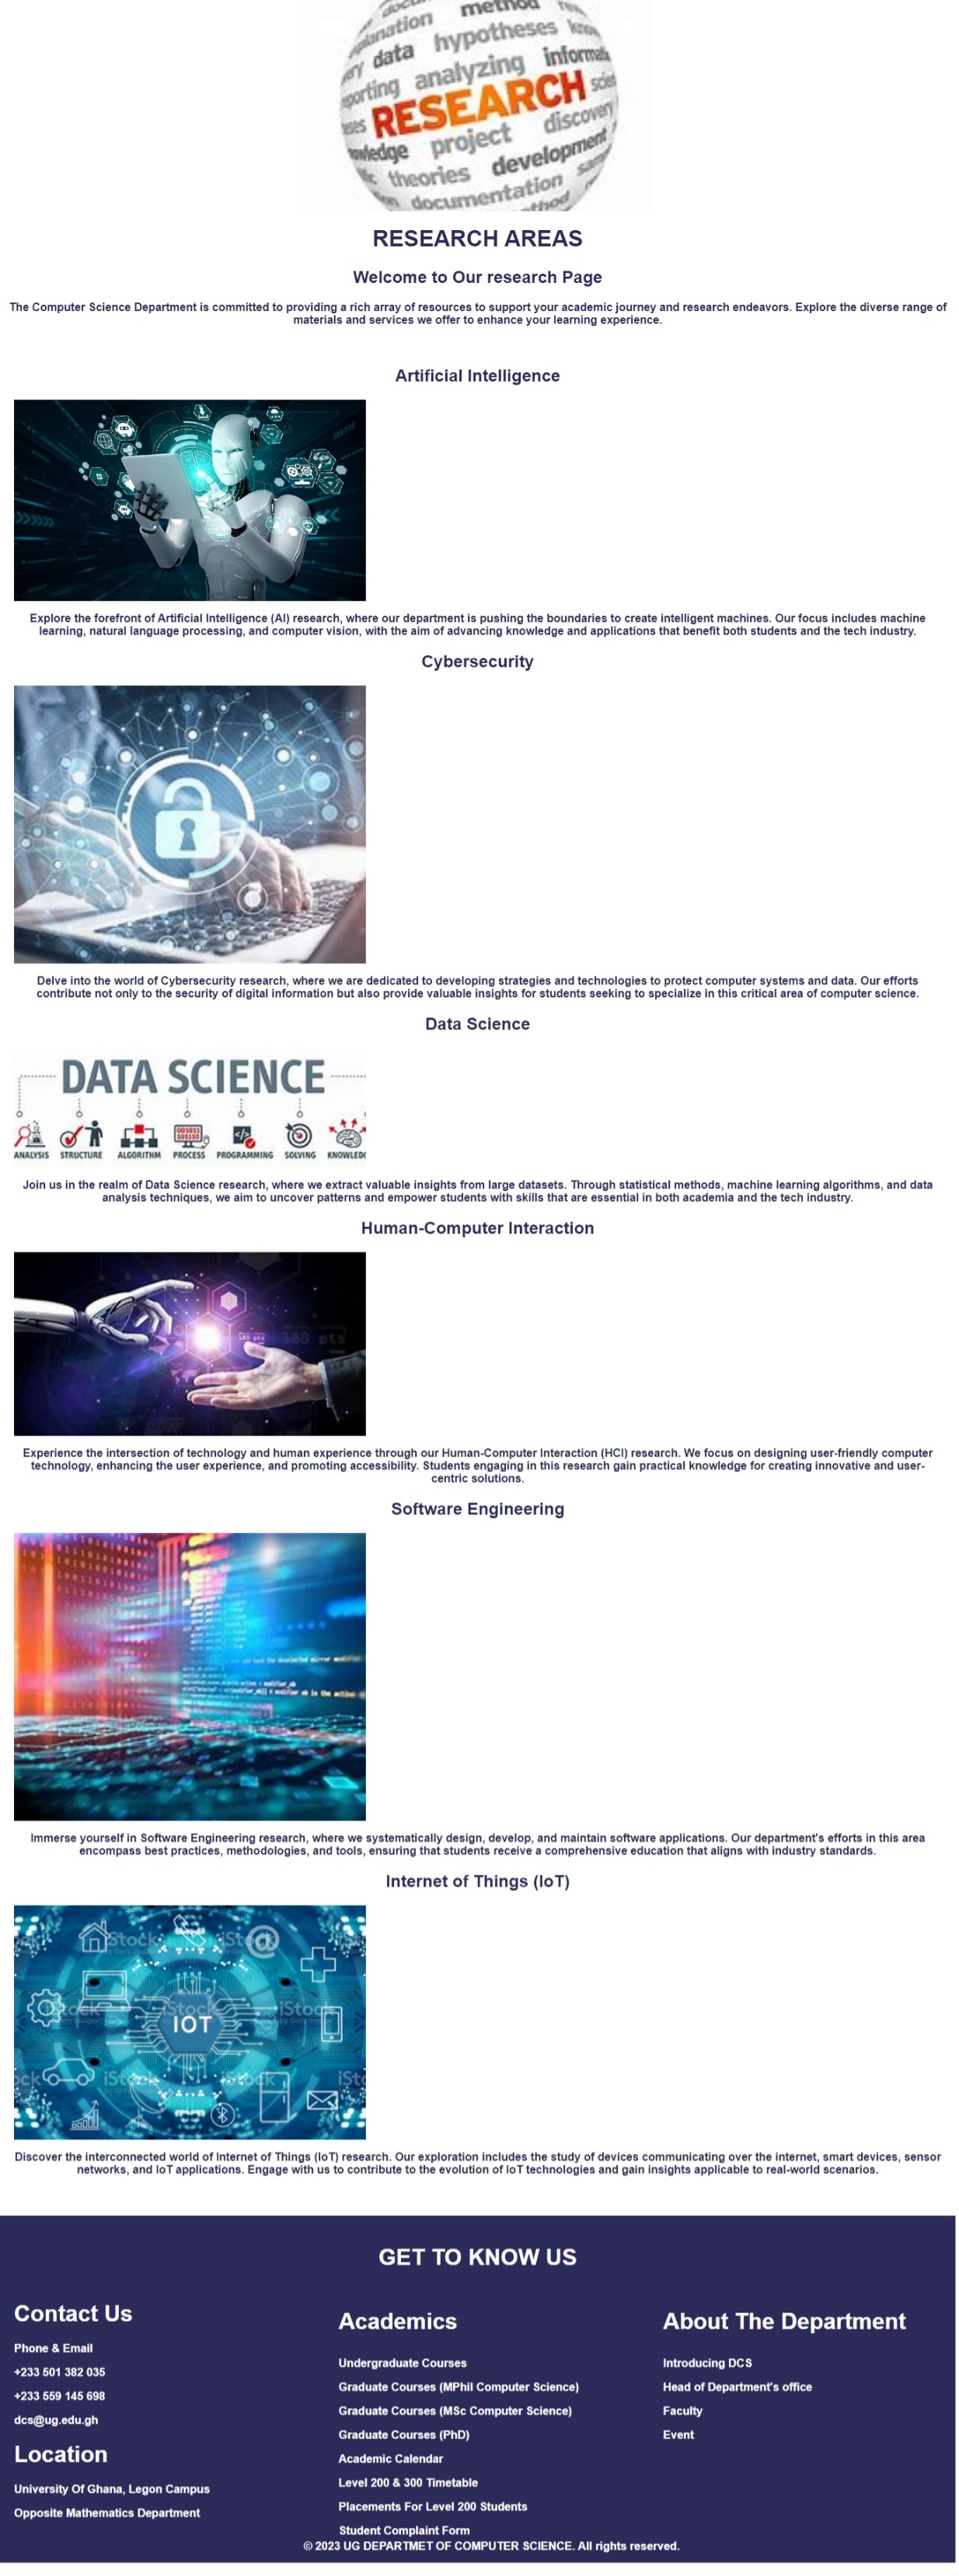 method
explanation
data hypotheses
reporting analyzing information
RESEARCH
knowledge project discovery
theories development
documentation
method
RESEARCH AREAS
Welcome to Our research Page
The Computer Science Department is committed to providing a rich array of resources to support your academic journey and research endeavors. Explore the diverse range of
materials and services we offer to enhance your learning experience.
Artificial Intelligence
Explore the forefront of Artificial Intelligence (AI) research, where our department is pushing the boundaries to create intelligent machines. Our focus includes machine
learning, natural language processing, and computer vision, with the aim of advancing knowledge and applications that benefit both students and the tech industry.
Cybersecurity
Delve into the world of Cybersecurity research, where we are dedicated to developing strategies and technologies to protect computer systems and data. Our efforts
contribute not only to the security of digital information but also provide valuable insights for students seeking to specialize in this critical area of computer science.
Data Science
DATA SCIENCE
ANALYSIS STRUCTURE ALGORITHM PROCESS PROGRAMMING SOLVING KNOWLEDG
Join us in the realm of Data Science research, where we extract valuable insights from large datasets. Through statistical methods, machine learning algorithms, and data
analysis techniques, we aim to uncover patterns and empower students with skills that are essential in both academia and the tech industry.
Human-Computer Interaction
180 pts 180 pts
Experience the intersection of technology and human experience through our Human-Computer Interaction (HCI) research. We focus on designing user-friendly computer
technology, enhancing the user experience, and promoting accessibility. Students engaging in this research gain practical knowledge for creating innovative and user-
centric solutions.
Software Engineering
Immerse yourself in Software Engineering research, where we systematically design, develop, and maintain software applications. Our department's efforts in this area
encompass best practices, methodologies, and tools, ensuring that students receive a comprehensive education that aligns with industry standards.
Internet of Things (IoT)
iStock iStock
iStock iStock
IOT
iStock iStock
Discover the interconnected world of Internet of Things (IoT) research. Our exploration includes the study of devices communicating over the internet, smart devices, sensor
networks, and IoT applications. Engage with us to contribute to the evolution of IoT technologies and gain insights applicable to real-world scenarios.
GET TO KNOW US
Contact Us
Phone & Email
+233 501 382 035
+233 559 145 698
dcs@ug.edu.gh
Location
University Of Ghana, Legon Campus
Opposite Mathematics Department
Academics
Undergraduate Courses
Graduate Courses (MPhil Computer Science)
Graduate Courses (MSc Computer Science)
Graduate Courses (PhD)
Academic Calendar
Level 200 & 300 Timetable
Placements For Level 200 Students
Student Complaint Form
About The Department
Introducing DCS
Head of Department's office
Faculty
Event
© 2023 UG DEPARTMET OF COMPUTER SCIENCE. All rights reserved.